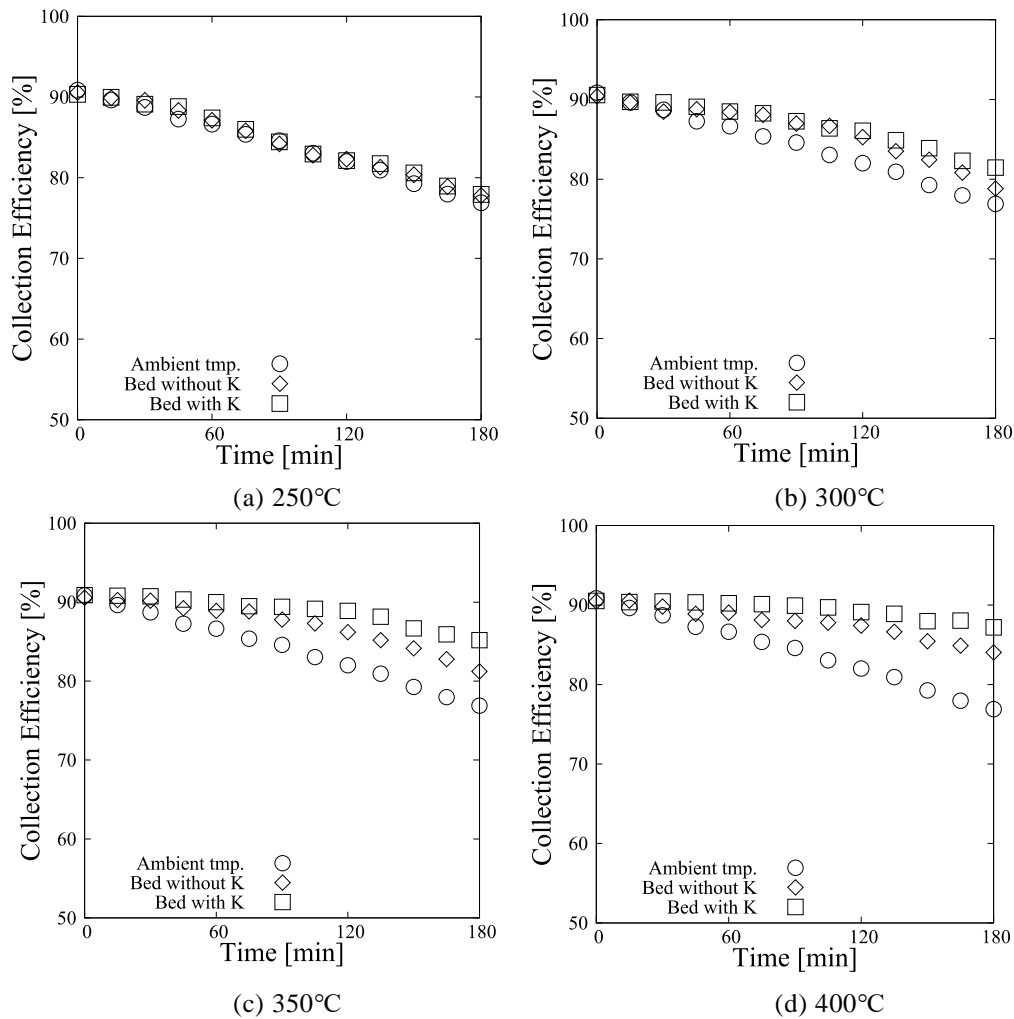 100
90
80
70
60
50
Collection Efficiency [%]
Ambient tmp.
Bed without K
Bed with K
0 60 120 180
Time [min]
(a) 250°C
100
90
80
70
60
50
Collection Efficiency [%]
Ambient tmp.
Bed without K
Bed with K
0 60 120 180
Time [min]
(b) 300°C
100
90
80
70
60
50
Collection Efficiency [%]
Ambient tmp.
Bed without K
Bed with K
0 60 120 180
Time [min]
(c) 350°C
100
90
80
70
60
50
Collection Efficiency [%]
Ambient tmp.
Bed without K
Bed with K
0 60 120 180
Time [min]
(d) 400°C